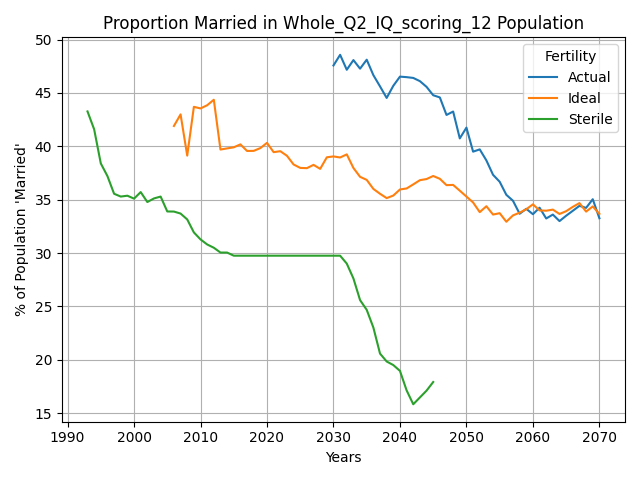 Proportion Married in Whole_Q2_IQ_scoring_12 Population
% of Population 'Married'
50
45
40
35
30
25
20
15
Fertility
Actual
Ideal
Sterile
1990 2000 2010 2020 2030 2040 2050 2060 2070
Years